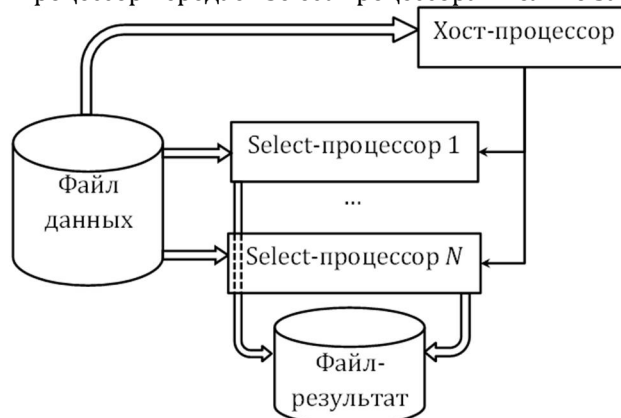 Хост-процессор
Select-процессор 1
Файл
данных
...
Select-процессор N
Файл-
результат